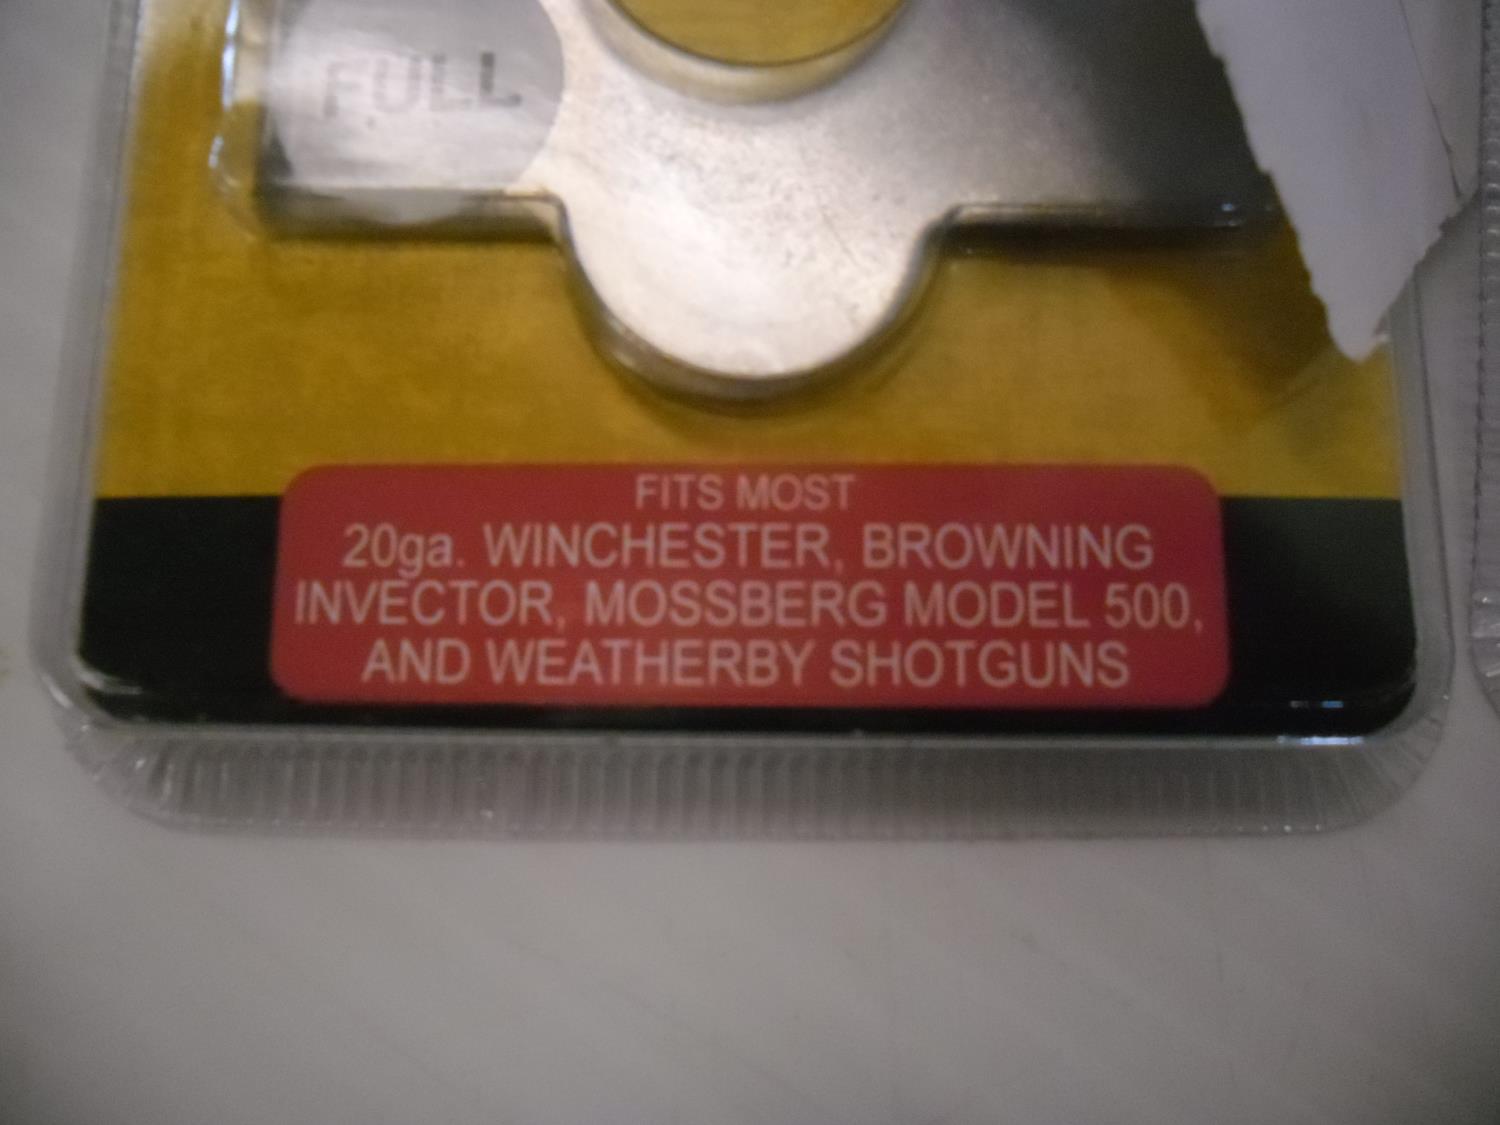 FULL
FITS MOST
20ga. WINCHESTER, BROWNING
INVECTOR, MOSSBERG MODEL 500,
AND WEATHERBY SHOTGUNS